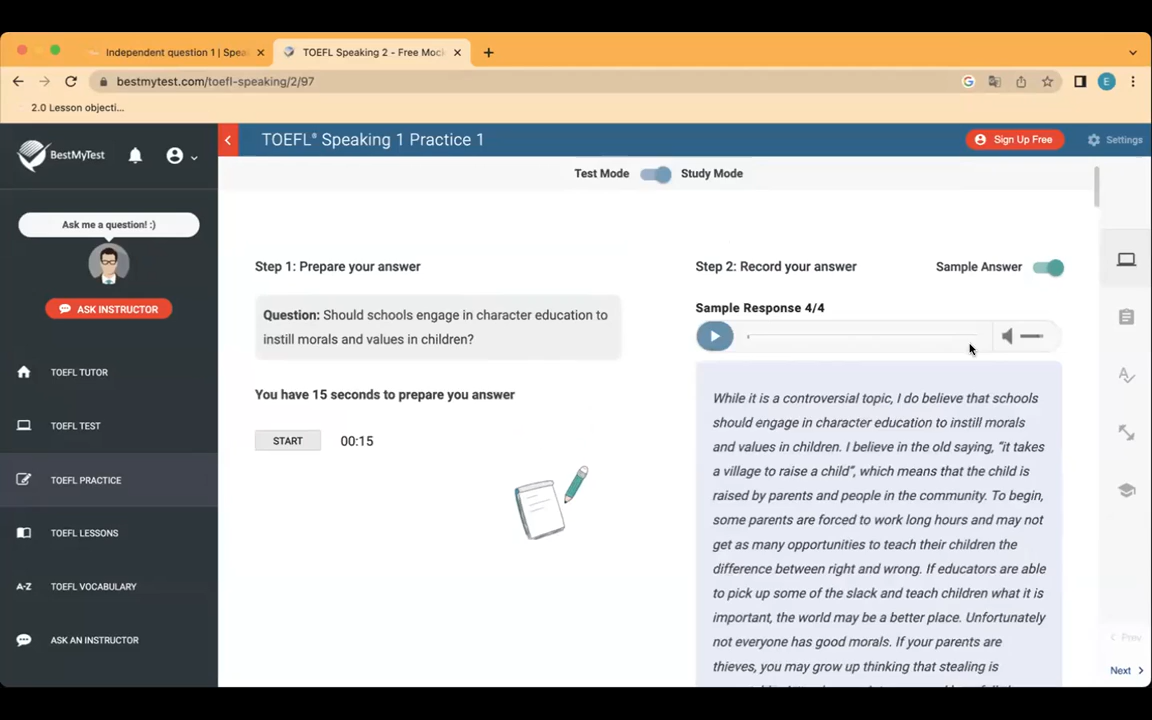 Independent question 1 | Spea
TOEFL Speaking 2 - Free Moc
bestmytest.com/toefl-speaking/2/97
E
2.0 Lesson objecti...
BestMyTest
TOEFL® Speaking 1 Practice 1
Sign Up Free
Settings
Test Mode
Study Mode
Ask me a question! :)
ASK INSTRUCTOR
TOEFL TUTOR
TOEFL TEST
TOEFL PRACTICE
TOEFL LESSONS
A-Z TOEFL VOCABULARY
ASK AN INSTRUCTOR
Step 1: Prepare your answer
Question: Should schools engage in character education to
instill morals and values in children?
You have 15 seconds to prepare you answer
START 00:15
Step 2: Record your answer
Sample Answer
Sample Response 4/4
While it is a controversial topic, I do believe that schools
should engage in character education to instill morals
and values in children. I believe in the old saying, “it takes
a village to raise a child”, which means that the child is
raised by parents and people in the community. To begin,
some parents are forced to work long hours and may not
get as many opportunities to teach their children the
difference between right and wrong. If educators are able
to pick up some of the slack and teach children what it is
important, the world may be a better place. Unfortunately
not everyone has good morals. If your parents are
thieves, you may grow up thinking that stealing is
Prev
Next